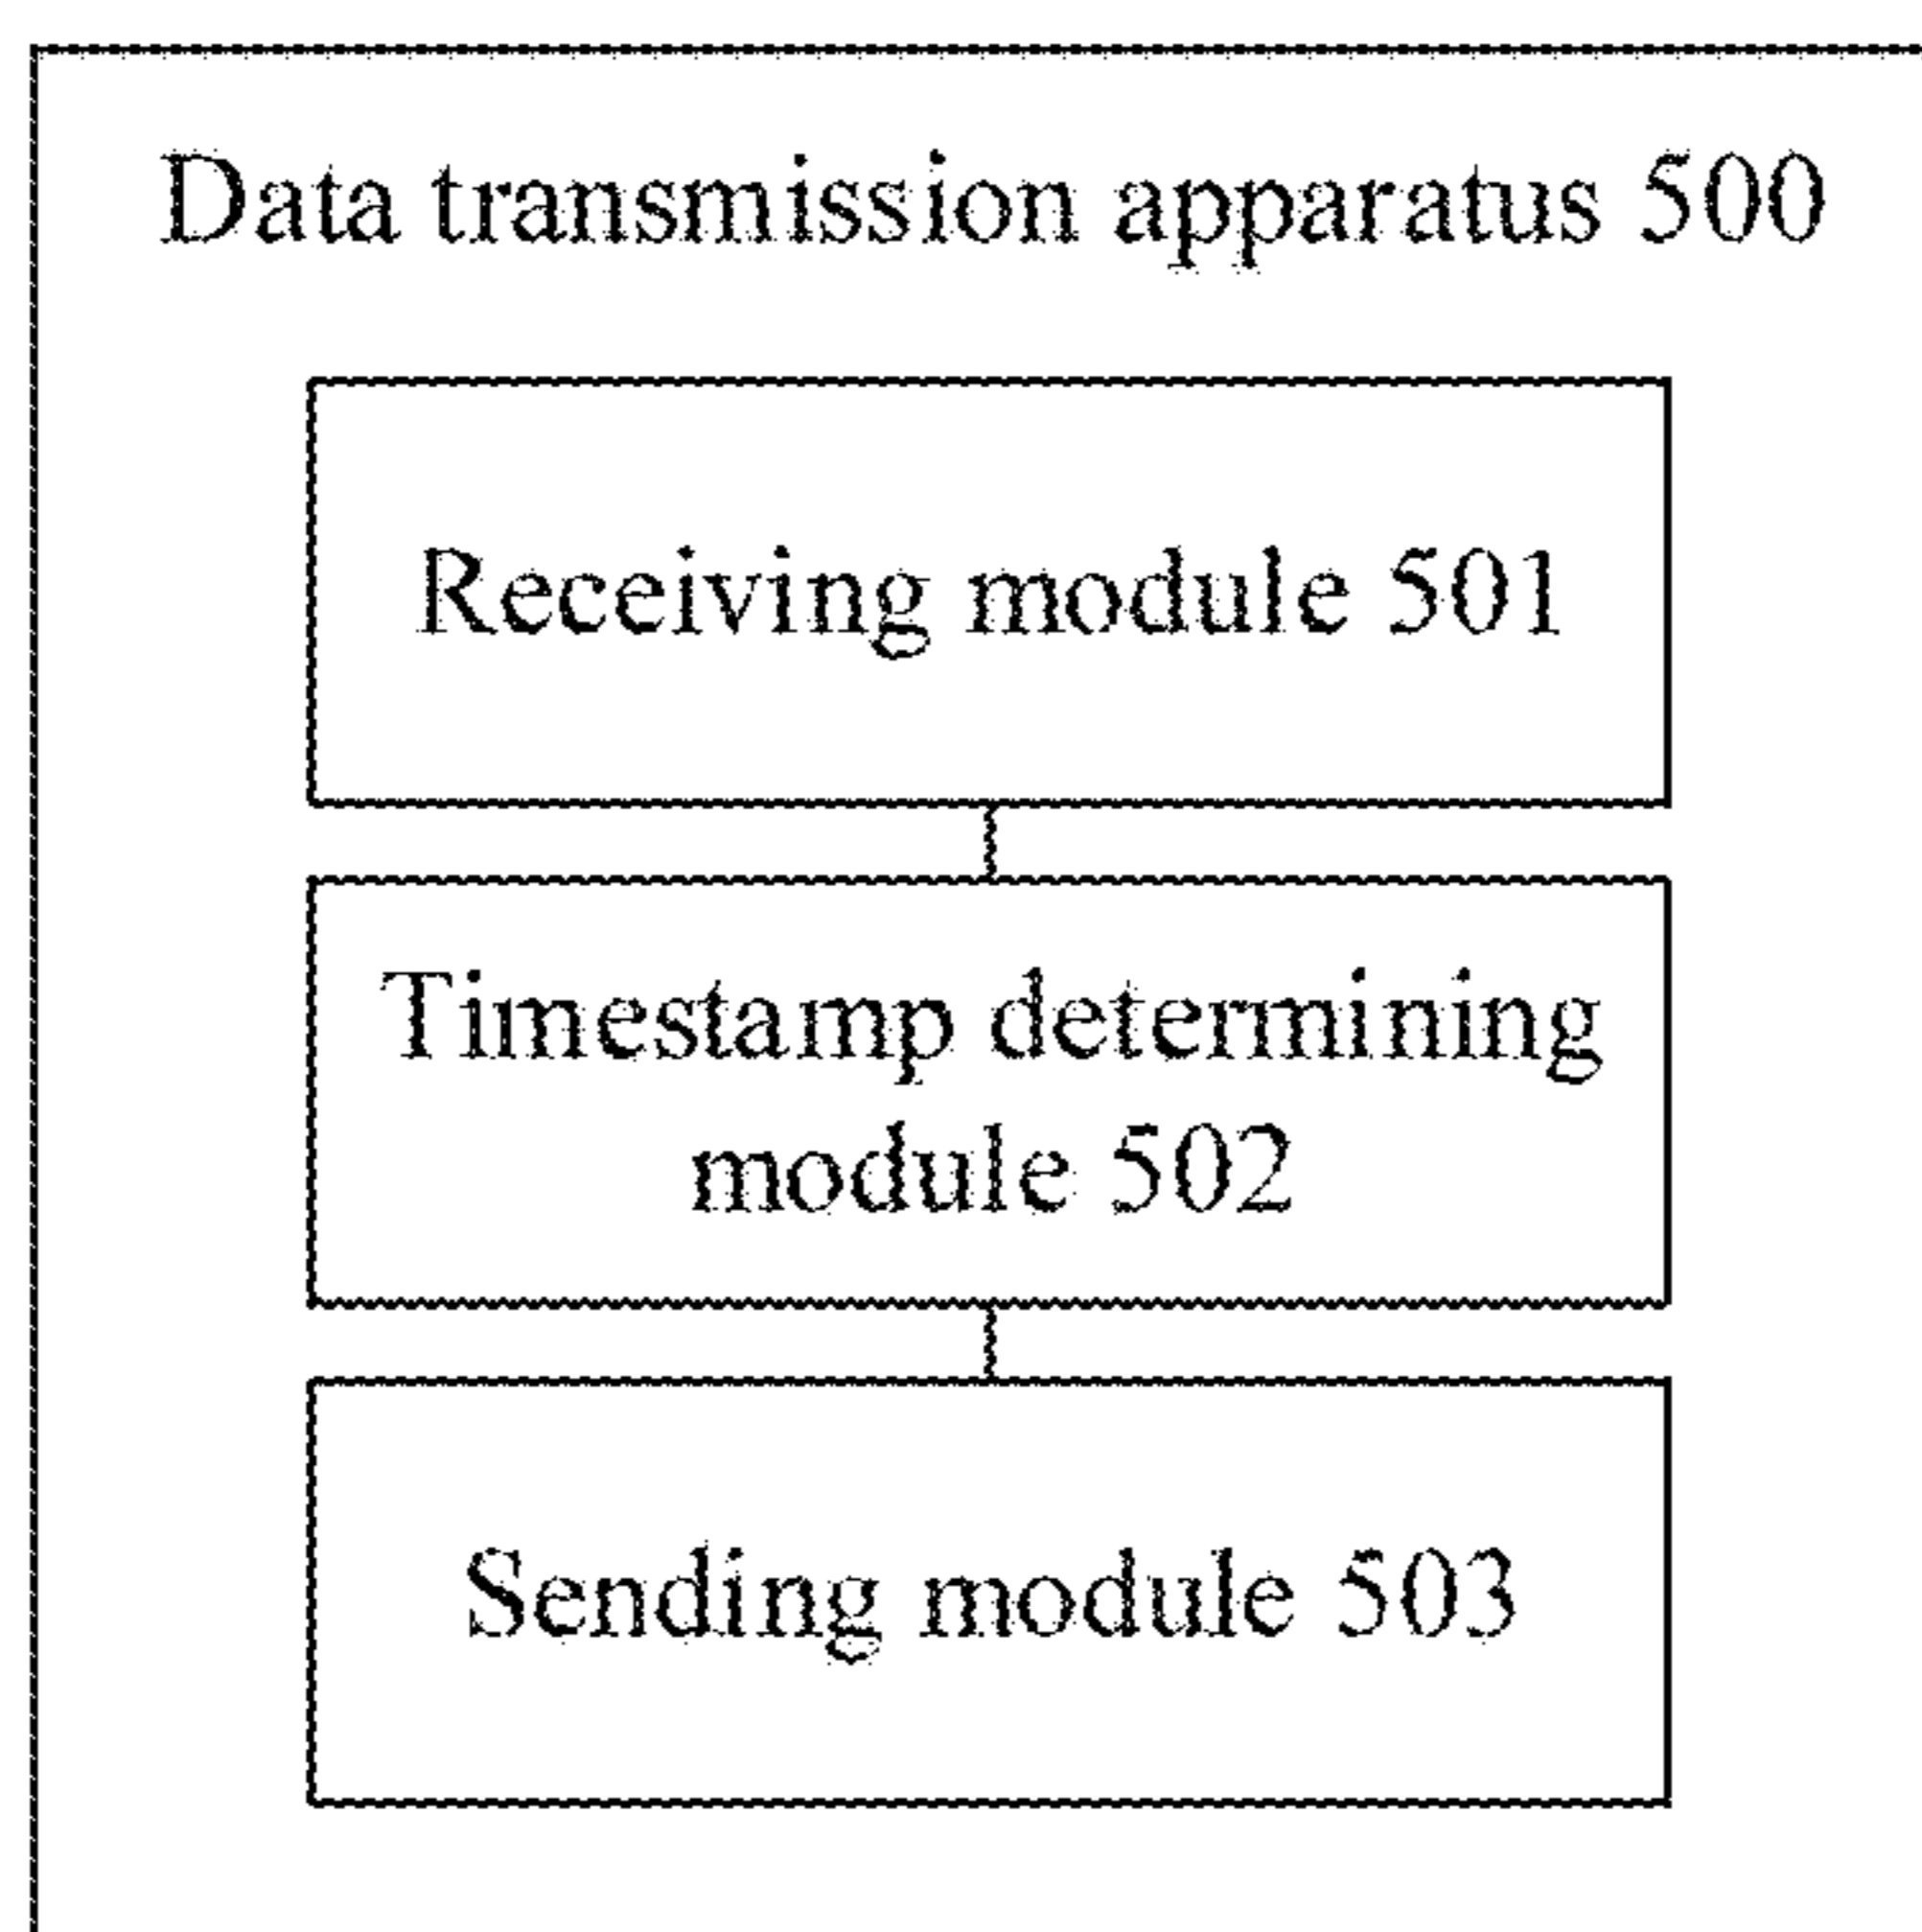 Data transmission apparatus 500
Receiving module 501
Timestamp determining
module 502
Sending module 503